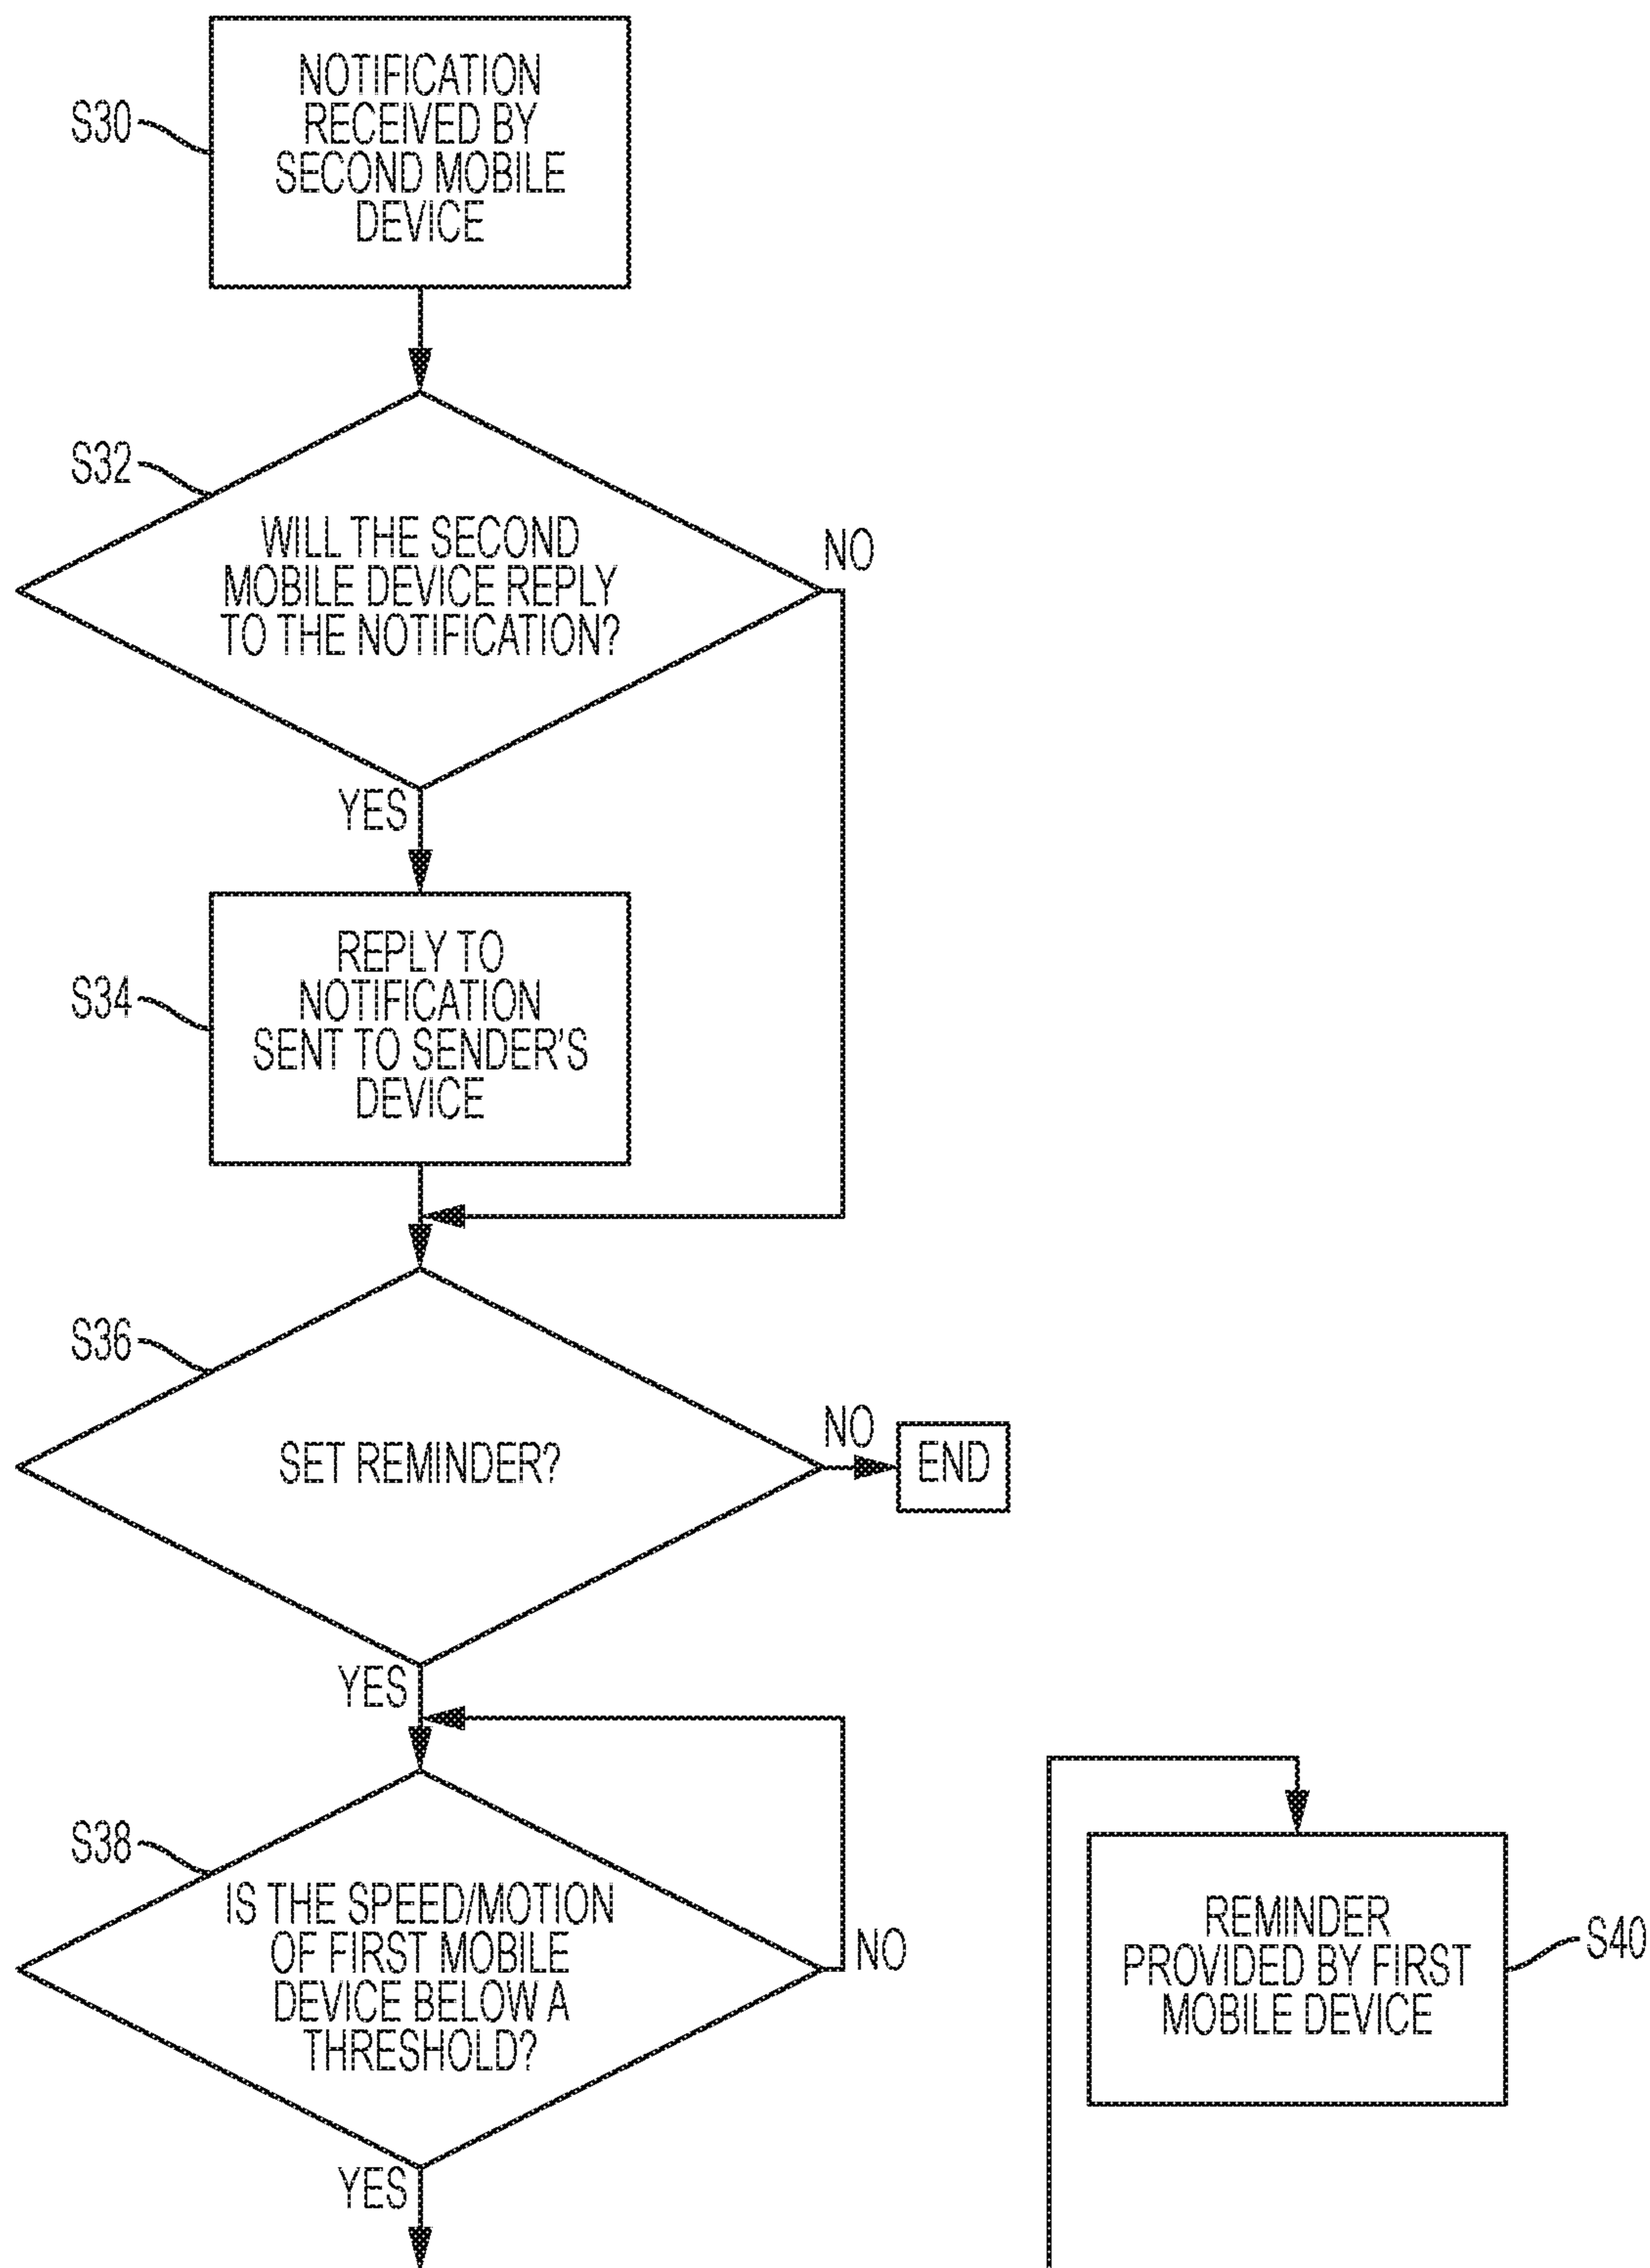 S30
NOTIFICATION
RECEIVED BY
SECOND MOBILE
DEVICE
S32
WILL THE SECOND
MOBILE DEVICE REPLY
TO THE NOTIFICATION?
NO
YES
S34
REPLY TO
NOTIFICATION
SENT TO SENDER'S
DEVICE
S36
SET REMINDER?
NO
END
YES
S38
IS THE SPEED/MOTION
OF FIRST MOBILE
DEVICE BELOW A
THRESHOLD?
NO
YES
REMINDER
PROVIDED BY FIRST
MOBILE DEVICE
S40